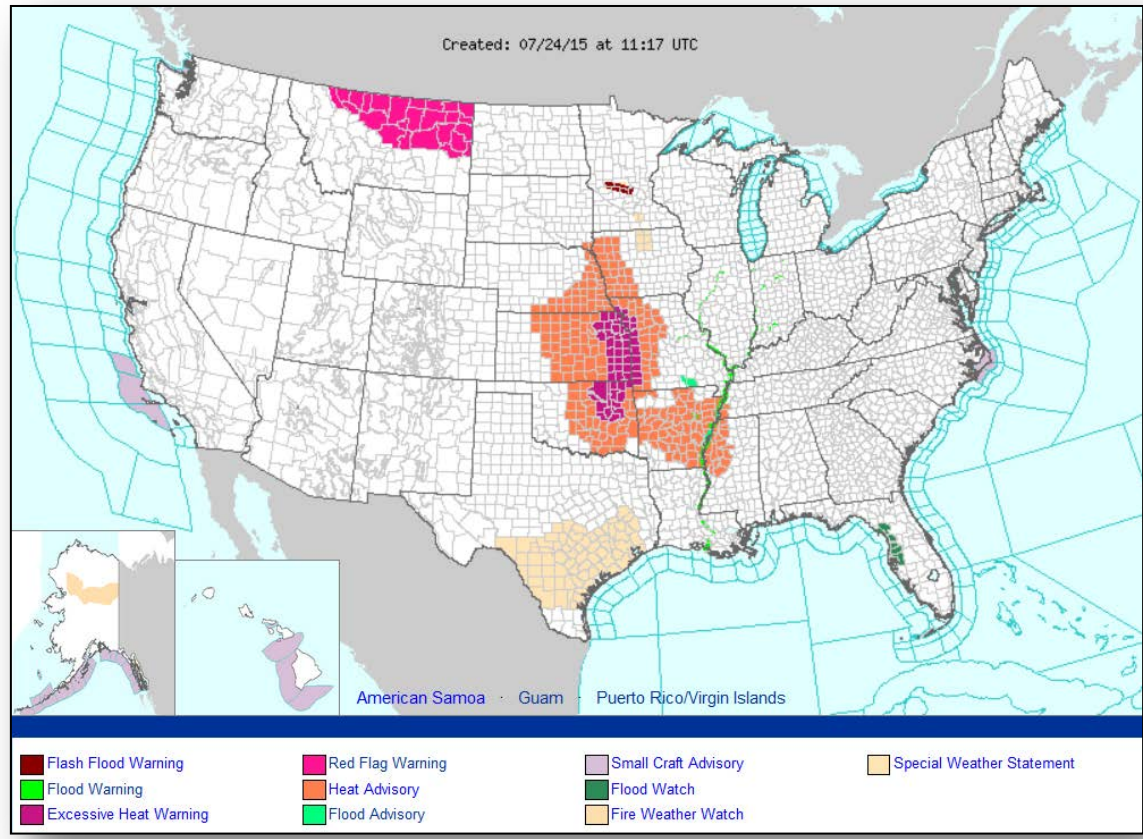 Created: 07/24/15 at 11:17 UTC
American Samoa · Guam · Puerto Rico/Virgin Islands
Flash Flood Warning
Red Flag Warning
Small Craft Advisory
Special Weather Statement
Flood Warning
Heat Advisory
Flood Watch
Excessive Heat Warning
Flood Advisory
Fire Weather Watch